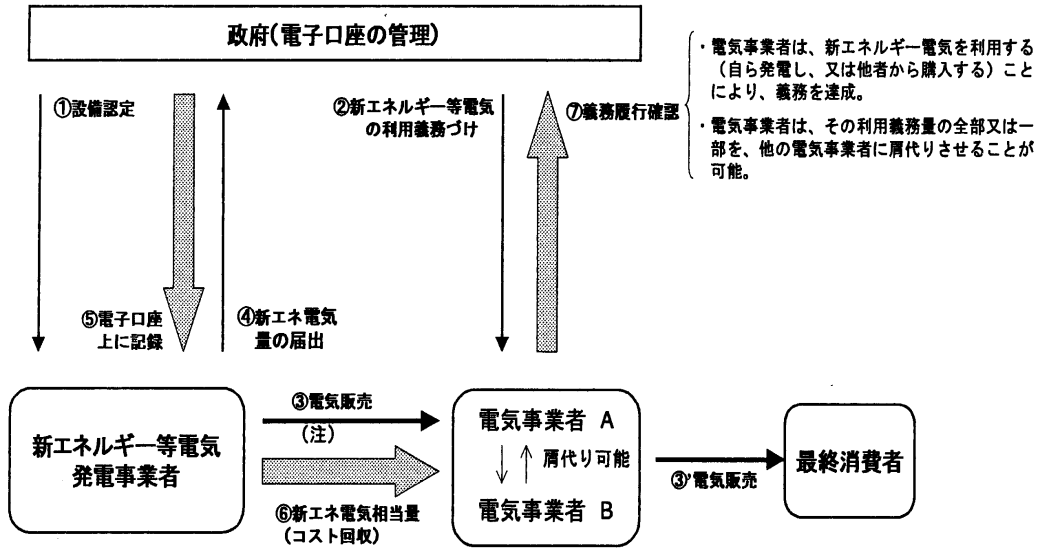 政府(電子口座の管理)
①設備認定
②新エネルギー等電気
の利用義務づけ
⑦義務履行確認
・電気事業者は、新エネルギー電気を利用する
（自ら発電し、又は他者から購入する）こと
により、義務を達成。
・電気事業者は、その利用義務量の全部又は一
部を、他の電気事業者に肩代りさせることが
可能。
⑤電子口座
上に記録
④新エネ電気
量の届出
新エネルギー等電気
発電事業者
③電気販売
(注)
⑥新エネ電気相当量
(コスト回収)
電気事業者 A
肩代り可能
電気事業者 B
③'電気販売
最終消費者